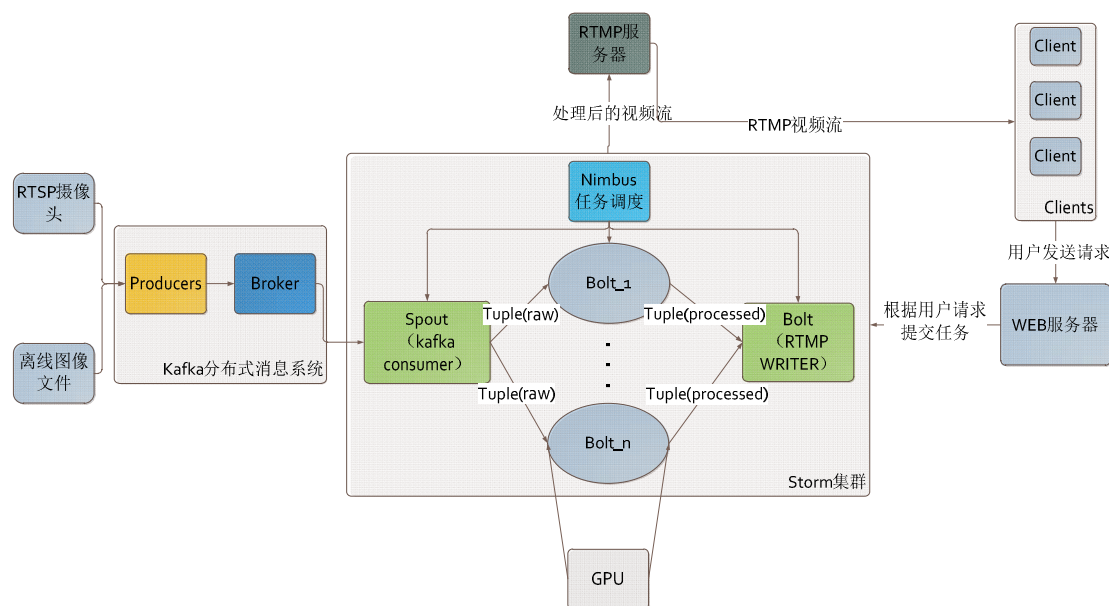 RTMP服
务器
Client
Client
Client
Clients
处理后的视频流
RTMP视频流
RTSP摄像
头
离线图像
文件
Producers
Broker
Kafka分布式消息系统
Nimbus
任务调度
Spout
（kafka
consumer）
Tuple(raw)
Tuple(raw)
Bolt_1
.
.
.
Bolt_n
Tuple(processed)
Tuple(processed)
Bolt
（RTMP
WRITER）
Storm集群
用户发送请求
根据用户请求
提交任务
WEB服务器
GPU